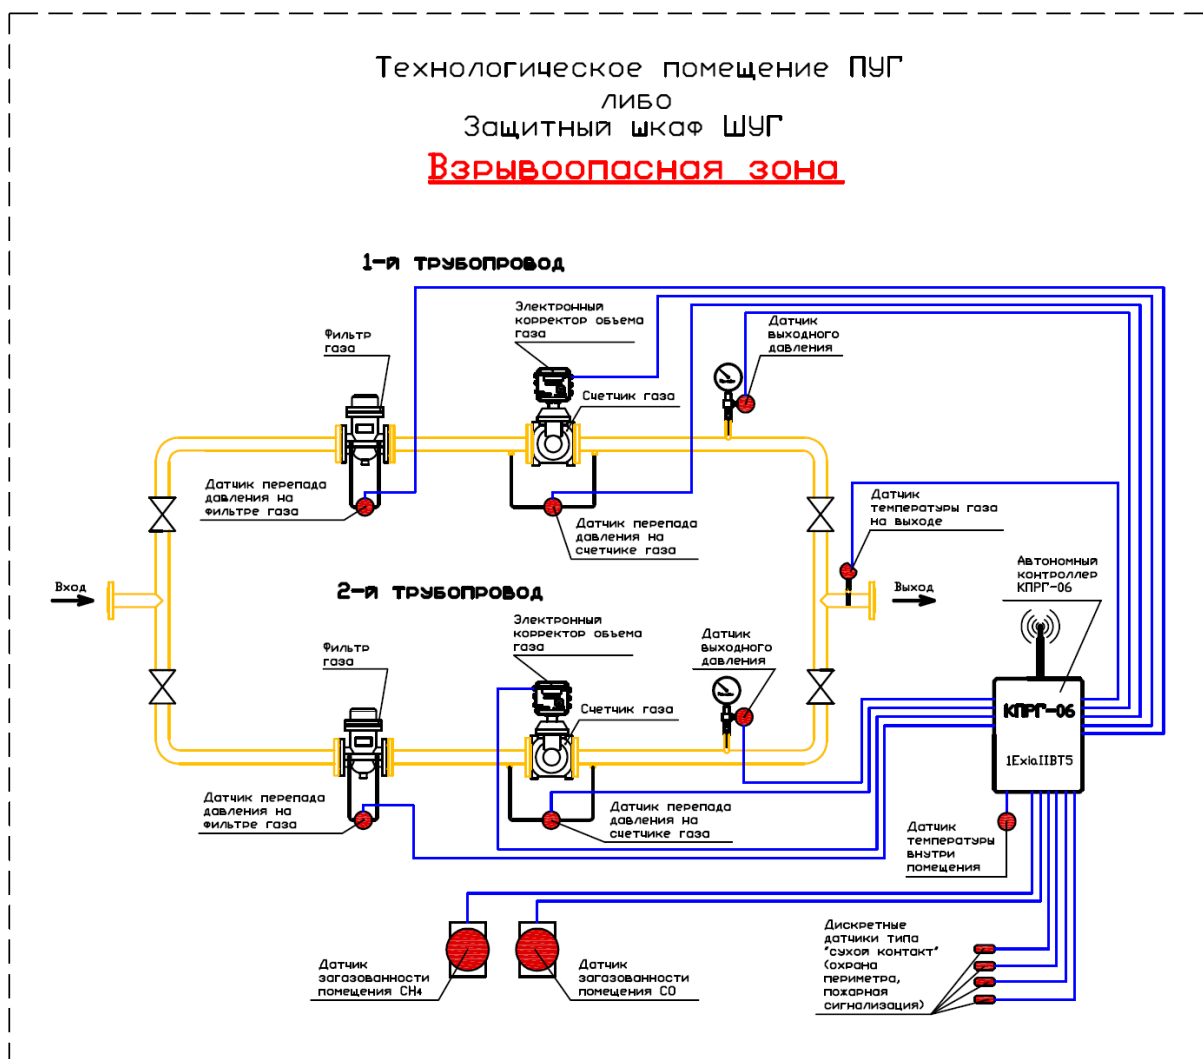 Технологическое помещение ПУГ
либо
Защитный шкаф ШУГ
Взрывоопасная зона
1-й трубопровод
Электронный
корректор объема
газа
Датчик
выходного
давления
Фильтр
газа
Счетчик газа
Датчик перепада
давления на
фильтре газа
Датчик перепада
давления на
счетчике газа
Датчик
температуры газа
на выходе
Вход
Выход
Автономный
контроллер
КПРГ-06
2-й трубопровод
Электронный
корректор объема
газа
Датчик
выходного
давления
Фильтр
газа
Счетчик газа
КПРГ-06
1ExiaIIBT5
Датчик перепада
давления на
фильтре газа
Датчик перепада
давления на
счетчике газа
Датчик
температуры
внутри
помещения
Датчик
загазованности
помещения CH4
Датчик
загазованности
помещения CO
Дискретные
датчики типа
"сухой контакт"
(охрана
периметра,
пожарная
сигнализация)